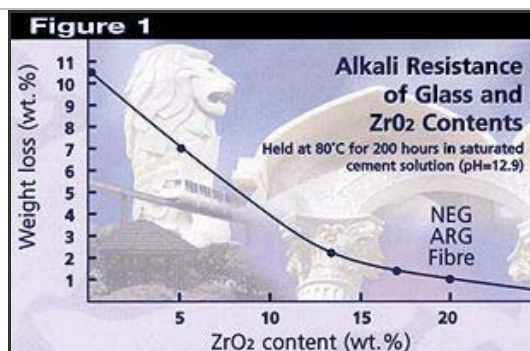 Figure 1
Alkali Resistance
of Glass and
ZrO2 Contents
Held at 80°C for 200 hours in saturated
cement solution (pH=12.9)
Weight loss (wt.%)
11
10
9
8
7
6
5
4
3
2
1
NEG
ARG
Fibre
5
10
15
20
ZrO2 content (wt.%)